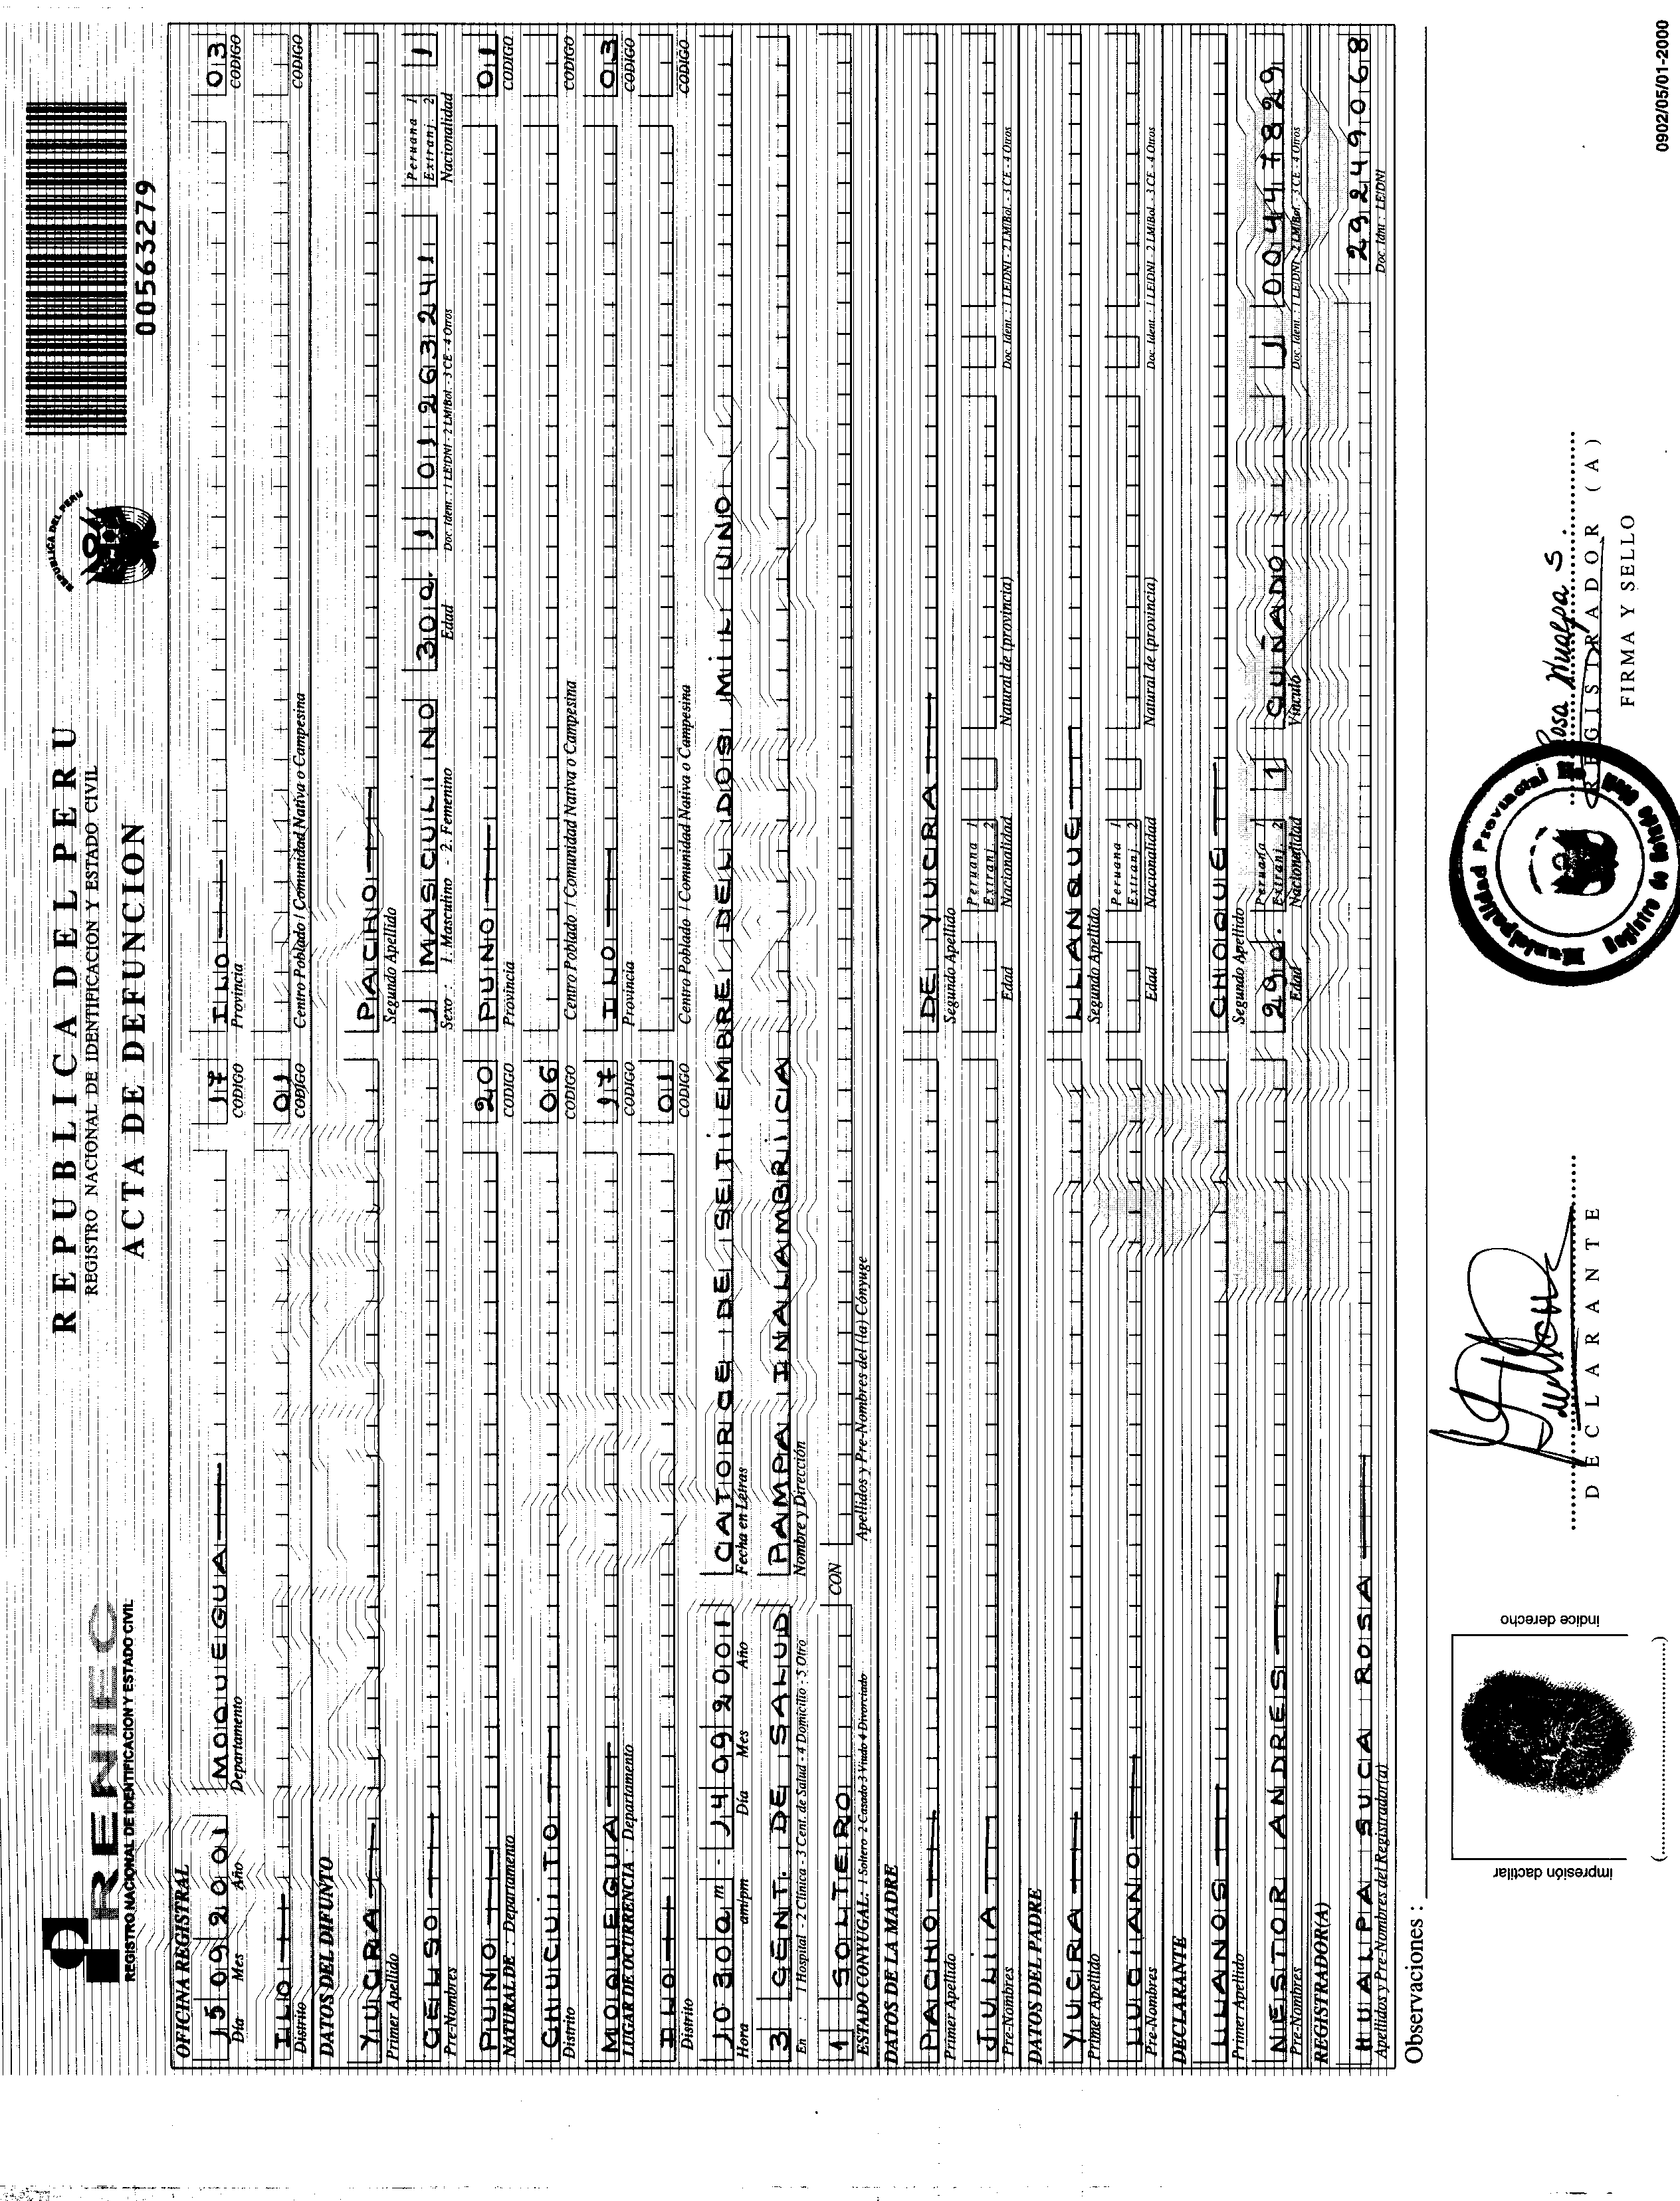 RENIEC
REGISTRO NACIONAL DE IDENTIFICACION Y ESTADO CIVIL
REPUBLICA DEL PERU
REGISTRO NACIONAL DE IDENTIFICACION Y ESTADO CIVIL
ACTA DE DEFUNCION
REPUBLICA DEL PERU
00563279
OFICINA REGISTRAL
15 09 2001 MOQUEGUA 17 ILO 03
Día Mes Año Departamento CODIGO Provincia CODIGO
ILO 01
Distrito CODIGO Centro Poblado / Comunidad Nativa o Campesina CODIGO
DATOS DEL DIFUNTO
YUCRA PACHO
Primer Apellido Segundo Apellido
CELSO 1 MASCULINO 30a. 1 01263241 Peruana 1 Extranj. 2 1
Pre-Nombres Sexo : 1. Masculino - 2. Femenino Edad Doc. Ident. : 1 LE/DNI - 2 LM/Bol. - 3 CE - 4 Otros Nacionalidad
PUNO 20 PUNO 01
NATURAL DE : Departamento CODIGO Provincia CODIGO
CHUCUITO 06
Distrito CODIGO Centro Poblado / Comunidad Nativa o Campesina CODIGO
MOQUEGUA 17 ILO 03
LUGAR DE OCURRENCIA : Departamento CODIGO Provincia CODIGO
ILO 01
Distrito CODIGO Centro Poblado / Comunidad Nativa o Campesina CODIGO
10 30 am - 14 09 2001 CATORCE DE SETIEMBRE DEL DOS MIL UNO
Hora am/pm Día Mes Año Fecha en Letras
3 CENT. DE SALUD PAMPA INALAMBRICA
En : 1 Hospital - 2 Clínica - 3 Cent. de Salud - 4 Domicilio - 5 Otro Nombre y Dirección
1 SOLTERO CON
ESTADO CONYUGAL: 1 Soltero 2 Casado 3 Viudo 4 Divorciado Apellidos y Pre-Nombres del (la) Cónyuge
DATOS DE LA MADRE
PACHO DE YUCRA
Primer Apellido Segundo Apellido
JULIA Peruana 1 Extranj. 2
Pre-Nombres Edad Nacionalidad Natural de (provincia) Doc. Ident. : 1 LE/DNI - 2 LM/Bol. - 3 CE - 4 Otros
DATOS DEL PADRE
YUCRA LLANQUE
Primer Apellido Segundo Apellido
LUCIANO Peruana 1 Extranj. 2
Pre-Nombres Edad Nacionalidad Natural de (provincia) Doc. Ident. : 1 LE/DNI - 2 LM/Bol. - 3 CE - 4 Otros
DECLARANTE
LLANOS CHOQUE
Primer Apellido Segundo Apellido
NESTOR ANDRES 29a. Peruana 1 Extranj. 2 1 CUÑADO 1 00447829
Pre-Nombres Edad Nacionalidad Vínculo Doc. Ident. : 1 LE/DNI - 2 LM/Bol. - 3 CE - 4 Otros
REGISTRADOR(A)
HUALPA SUCA ROSA 29249068
Apellidos y Pre-Nombres del Registrador(a) Doc. Idnt : LE/DNI
Observaciones :
impresión dactilar
indice derecho
(....................)
DECLARANTE
Municipalidad Provincial Ilo
Registro de Estado Civil
Rosa Hualpa S.
REGISTRADOR (A)
FIRMA Y SELLO
0902/05/01-2000